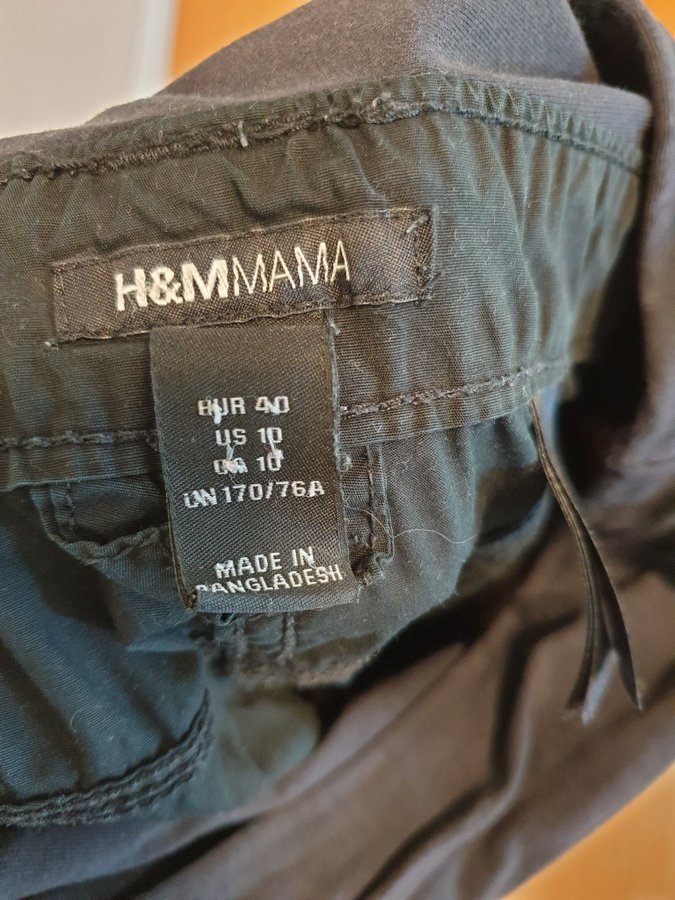 H&MMAMA
EUR 40
US 10
CA 10
CN 170/76A
MADE IN
BANGLADESH